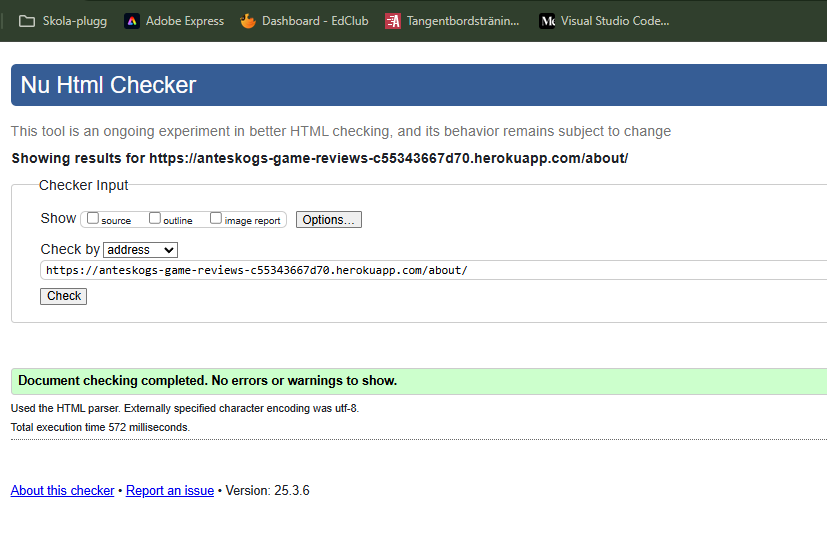 Skola-plugg Adobe Express Dashboard - EdClub Tangentbordstränin... Visual Studio Code...
Nu Html Checker
This tool is an ongoing experiment in better HTML checking, and its behavior remains subject to change
Showing results for https://anteskogs-game-reviews-c55343667d70.herokuapp.com/about/
Checker Input
Show source outline image report Options...
Check by address
https://anteskogs-game-reviews-c55343667d70.herokuapp.com/about/
Check
Document checking completed. No errors or warnings to show.
Used the HTML parser. Externally specified character encoding was utf-8.
Total execution time 572 milliseconds.
About this checker • Report an issue • Version: 25.3.6